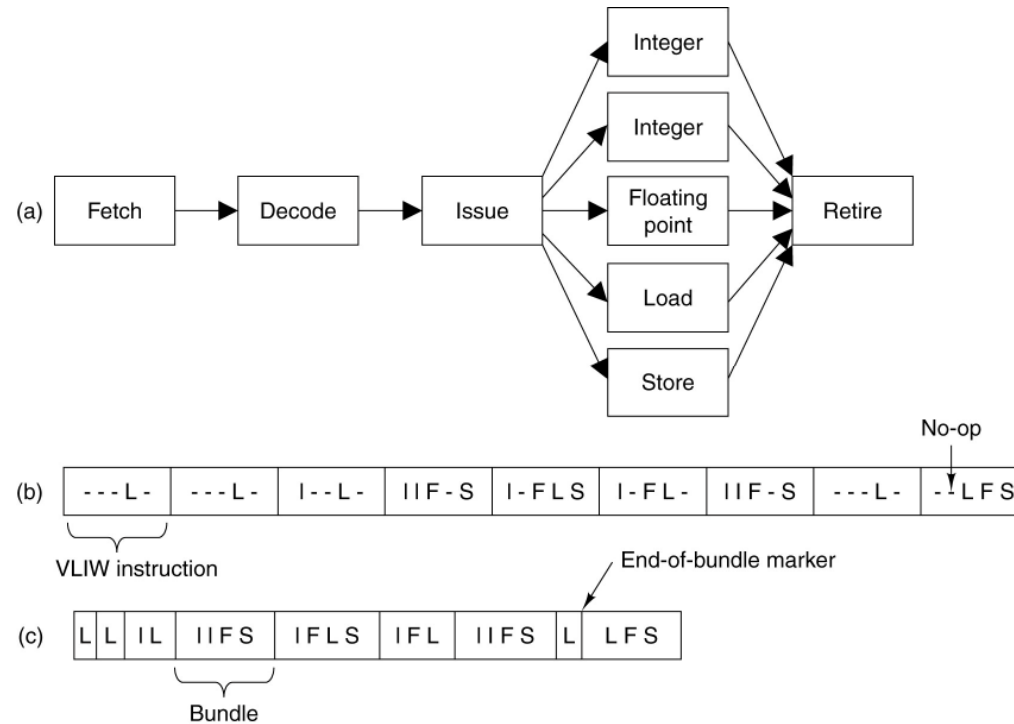 Integer
Integer
(a)
Fetch
Decode
Issue
Floating
point
Retire
Load
Store
No-op
(b)
- - - L -
- - - L -
I - - L -
I I F - S
I - F L S
I - F L -
I I F - S
- - - L -
- - L F S
VLIW instruction
End-of-bundle marker
(c)
L
L
I L
I I F S
I F L S
I F L
I I F S
L
L F S
Bundle